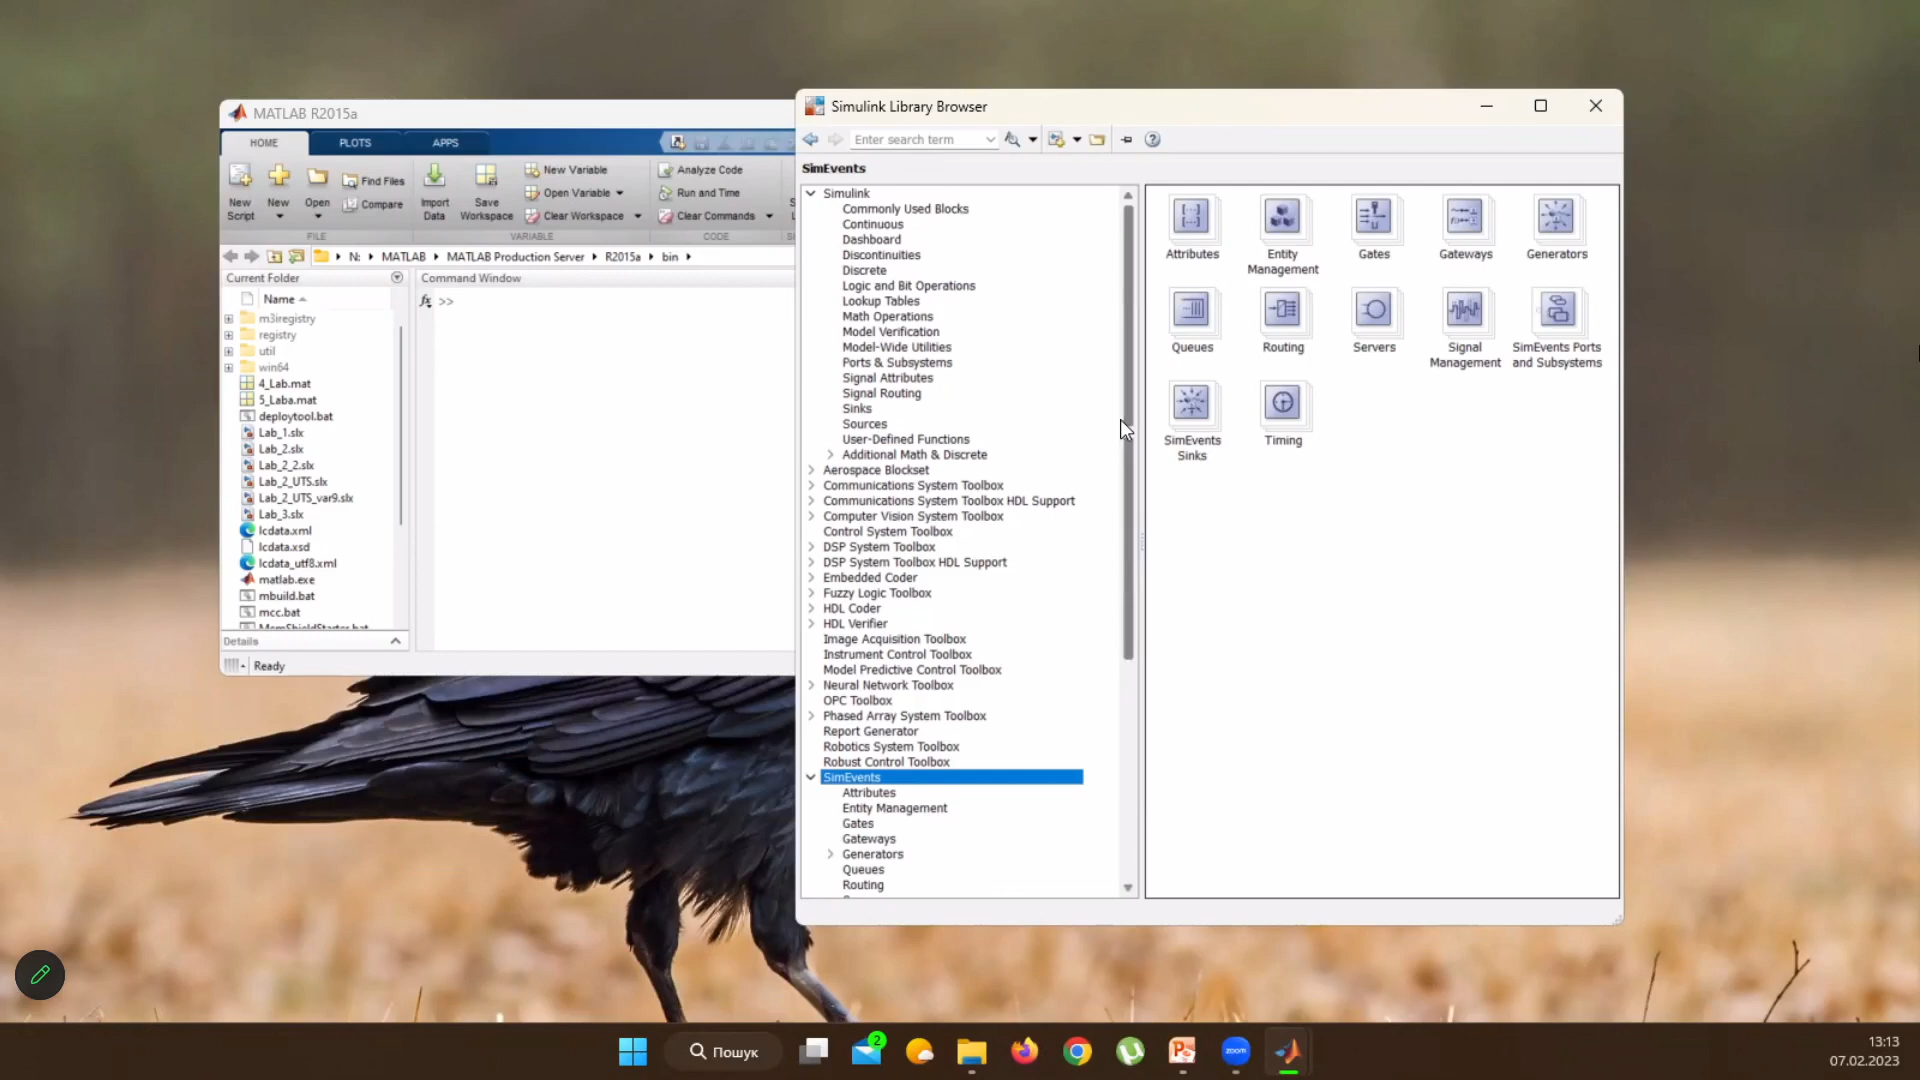 MATLAB R2015a
HOME
PLOTS
APPS
New Script
New
Open
Find Files
Compare
Import Data
Save Workspace
New Variable
Open Variable
Clear Workspace
Analyze Code
Run and Time
Clear Commands
FILE
VARIABLE
CODE
N:
MATLAB
MATLAB Production Server
R2015a
bin
Current Folder
Name
m3iregistry
registry
util
win64
4_Lab.mat
5_Laba.mat
deploytool.bat
Lab_1.slx
Lab_2.slx
Lab_2_2.slx
Lab_2_UTS.slx
Lab_2_UTS_var9.slx
Lab_3.slx
lcdata.xml
lcdata.xsd
lcdata_utf8.xml
matlab.exe
mbuild.bat
mcc.bat
MemShieldStarter.bat
Details
Ready
Command Window
fx >>
Simulink Library Browser
Enter search term
SimEvents
Simulink
Commonly Used Blocks
Continuous
Dashboard
Discontinuities
Discrete
Logic and Bit Operations
Lookup Tables
Math Operations
Model Verification
Model-Wide Utilities
Ports & Subsystems
Signal Attributes
Signal Routing
Sinks
Sources
User-Defined Functions
Additional Math & Discrete
Aerospace Blockset
Communications System Toolbox
Communications System Toolbox HDL Support
Computer Vision System Toolbox
Control System Toolbox
DSP System Toolbox
DSP System Toolbox HDL Support
Embedded Coder
Fuzzy Logic Toolbox
HDL Coder
HDL Verifier
Image Acquisition Toolbox
Instrument Control Toolbox
Model Predictive Control Toolbox
Neural Network Toolbox
OPC Toolbox
Phased Array System Toolbox
Report Generator
Robotics System Toolbox
Robust Control Toolbox
SimEvents
Attributes
Entity Management
Gates
Gateways
Generators
Queues
Routing
Attributes
Entity Management
Gates
Gateways
Generators
Queues
Routing
Servers
Signal Management
SimEvents Ports and Subsystems
SimEvents Sinks
Timing
Пошук
2
zoom
13:13
07.02.2023